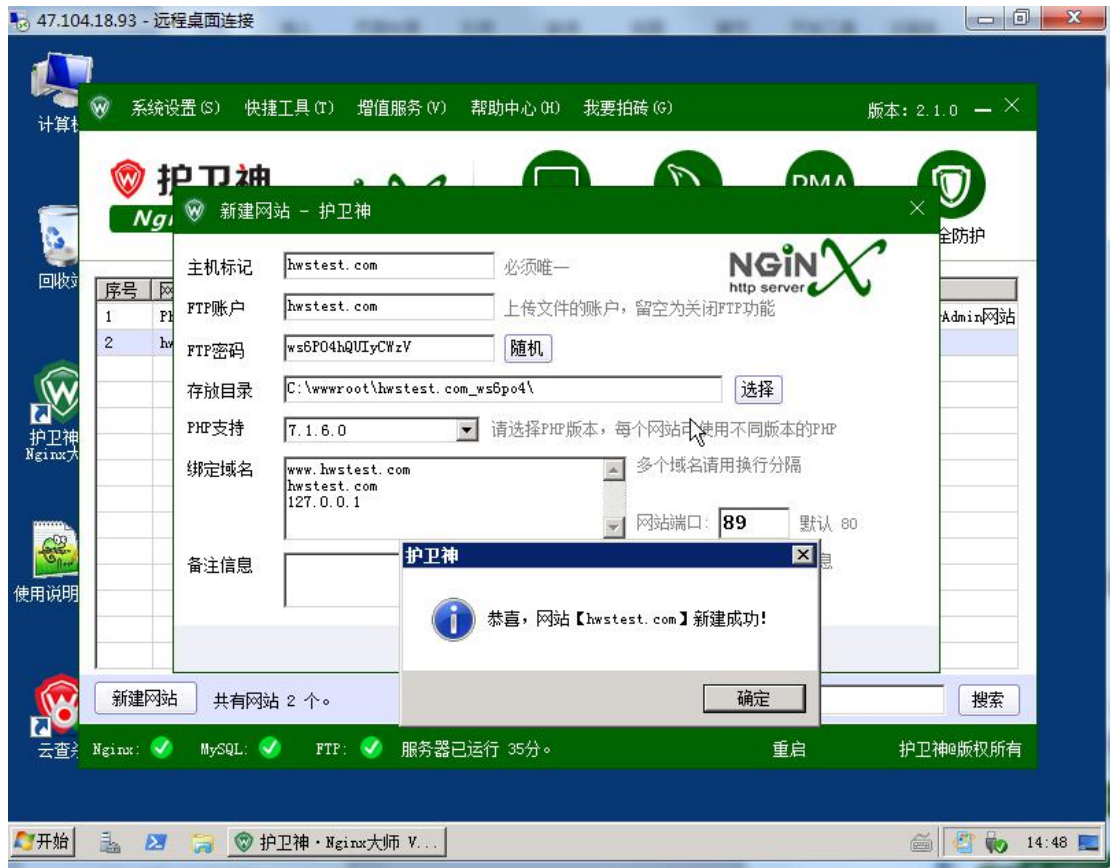 47.104.18.93 - 远程桌面连接
系统设置(S) 快捷工具(T) 增值服务(V) 帮助中心(H) 我要拍砖(G) 版本: 2.1.0
护卫神
全防护
新建网站 - 护卫神
NGiNX
http server
主机标记 hwstest.com 必须唯一
FTP账户 hwstest.com 上传文件的账户，留空为关闭FTP功能
FTP密码 ws6PO4hQUIyCWzV 随机
存放目录 C:\wwwroot\hwstest.com_ws6po4\ 选择
PHP支持 7.1.6.0 请选择PHP版本，每个网站可使用不同版本的PHP
绑定域名 www.hwstest.com 多个域名请用换行分隔
hwstest.com
127.0.0.1
网站端口: 89 默认 80
备注信息
护卫神
恭喜，网站【hwstest.com】新建成功!
确定
序号
1 Admin网站
2
新建网站 共有网站 2 个。 搜索
Nginx: MySQL: FTP: 服务器已运行 35分。 重启 护卫神@版权所有
回收站
护卫神
使用说明
云查杀
开始 护卫神·Nginx大师 V... 14:48